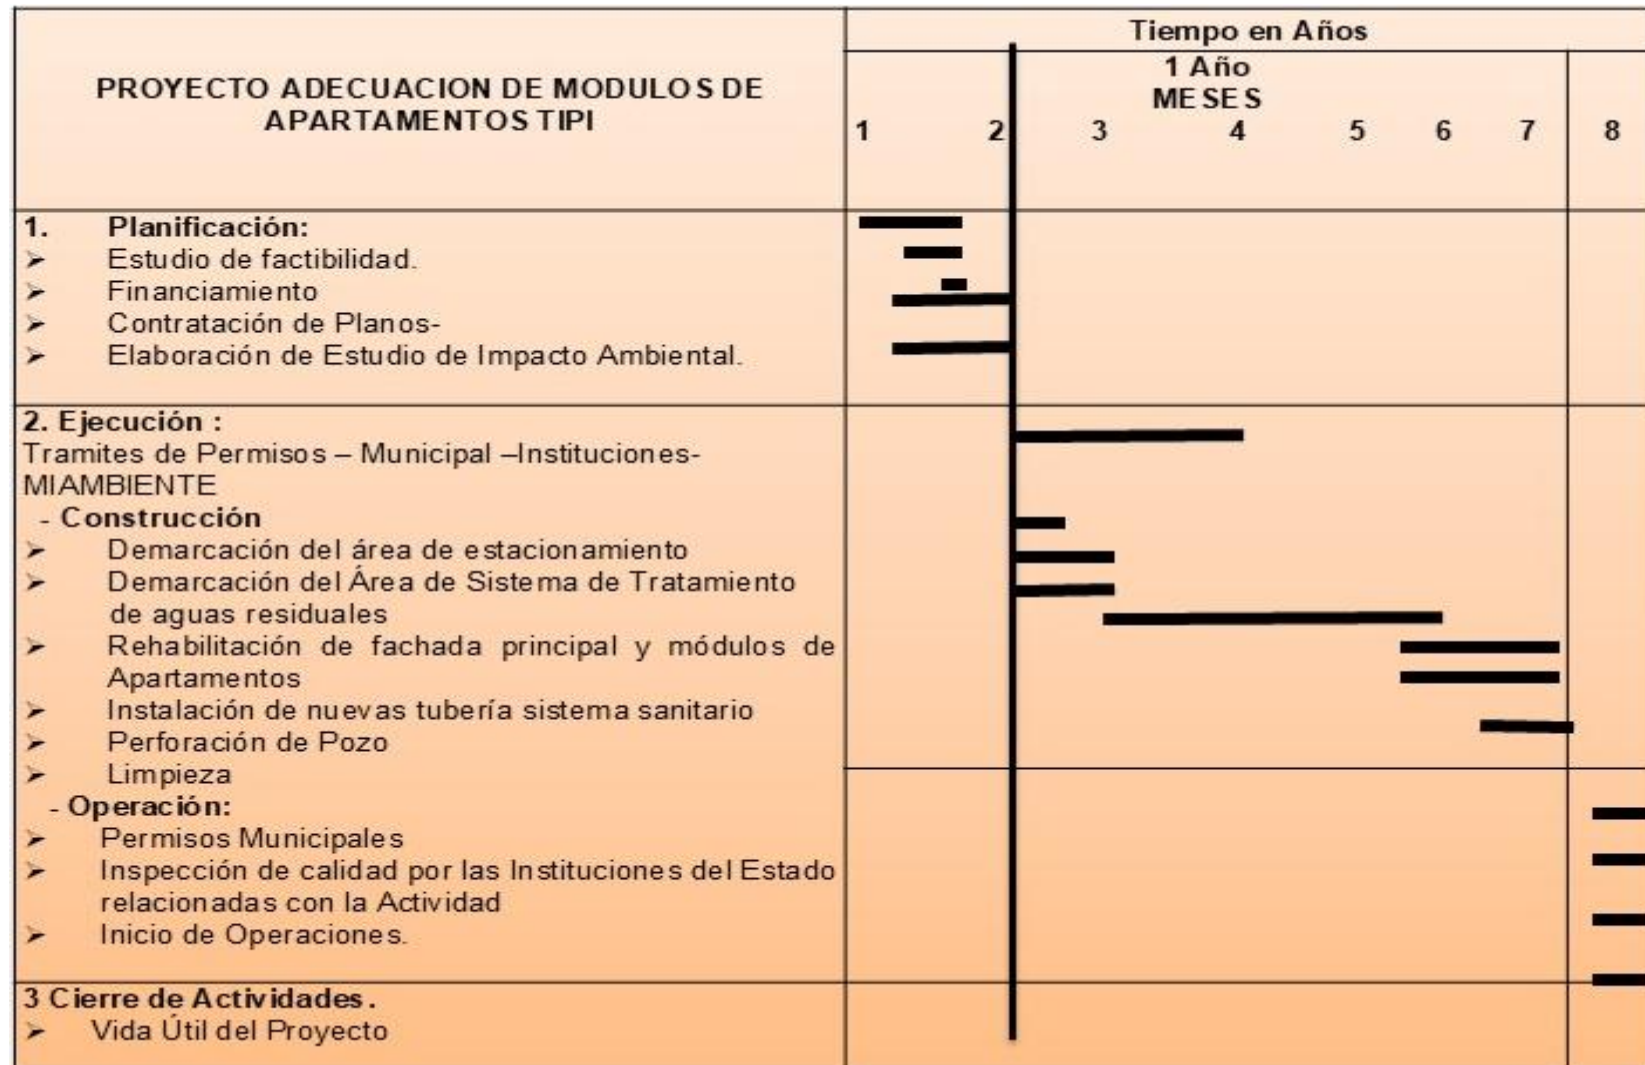 PROYECTO ADECUACION DE MODULOS DE
APARTAMENTOS TIPI
Tiempo en Años
1 Año
MESES
1 2 3 4 5 6 7 8
1. Planificación:
➢ Estudio de factibilidad.
➢ Financiamiento
➢ Contratación de Planos-
➢ Elaboración de Estudio de Impacto Ambiental.
2. Ejecución :
Tramites de Permisos – Municipal –Instituciones-
MIAMBIENTE
- Construcción
➢ Demarcación del área de estacionamiento
➢ Demarcación del Área de Sistema de Tratamiento
de aguas residuales
➢ Rehabilitación de fachada principal y módulos de
Apartamentos
➢ Instalación de nuevas tubería sistema sanitario
➢ Perforación de Pozo
➢ Limpieza
- Operación:
➢ Permisos Municipales
➢ Inspección de calidad por las Instituciones del Estado
relacionadas con la Actividad
➢ Inicio de Operaciones.
3 Cierre de Actividades.
➢ Vida Útil del Proyecto